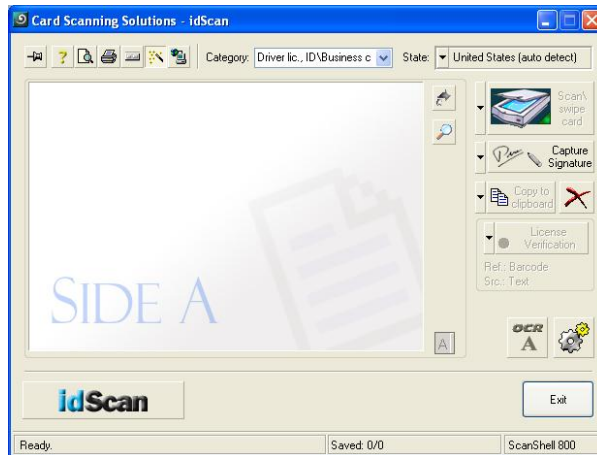 Card Scanning Solutions - idScan
Category: Driver lic., ID\Business c State: United States (auto detect)
Scan\
swipe
card
Capture
Signature
Copy to
clipboard
License
Verification
Ref.: Barcode
Src.: Text
SIDE A
A
OCR
A
idScan
Exit
Ready. Saved: 0/0 ScanShell 800